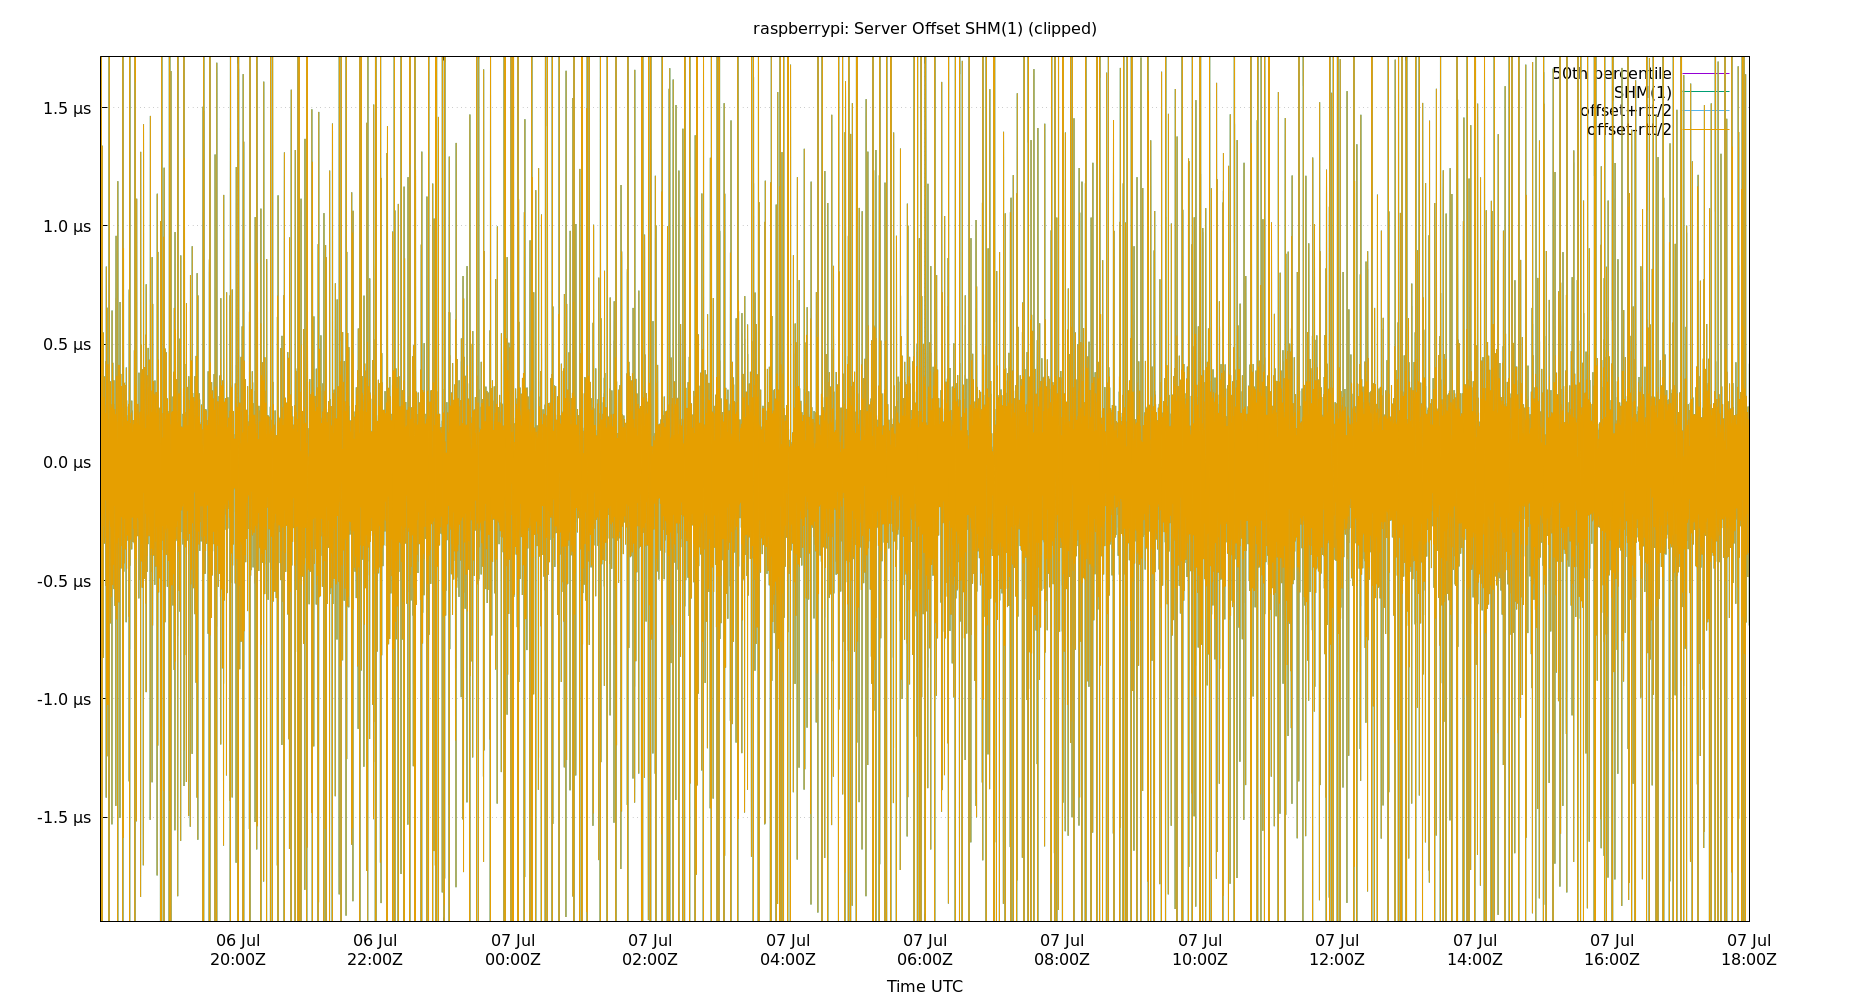 raspberrypi: Server Offset SHM(1) (clipped)
50th percentile
SHM(1)
offset+rtt/2
offset-rtt/2
1.5 µs
1.0 µs
0.5 µs
0.0 µs
-0.5 µs
-1.0 µs
-1.5 µs
06 Jul 06 Jul 07 Jul 07 Jul 07 Jul 07 Jul 07 Jul 07 Jul 07 Jul 07 Jul 07 Jul 07 Jul
20:00Z 22:00Z 00:00Z 02:00Z 04:00Z 06:00Z 08:00Z 10:00Z 12:00Z 14:00Z 16:00Z 18:00Z
Time UTC